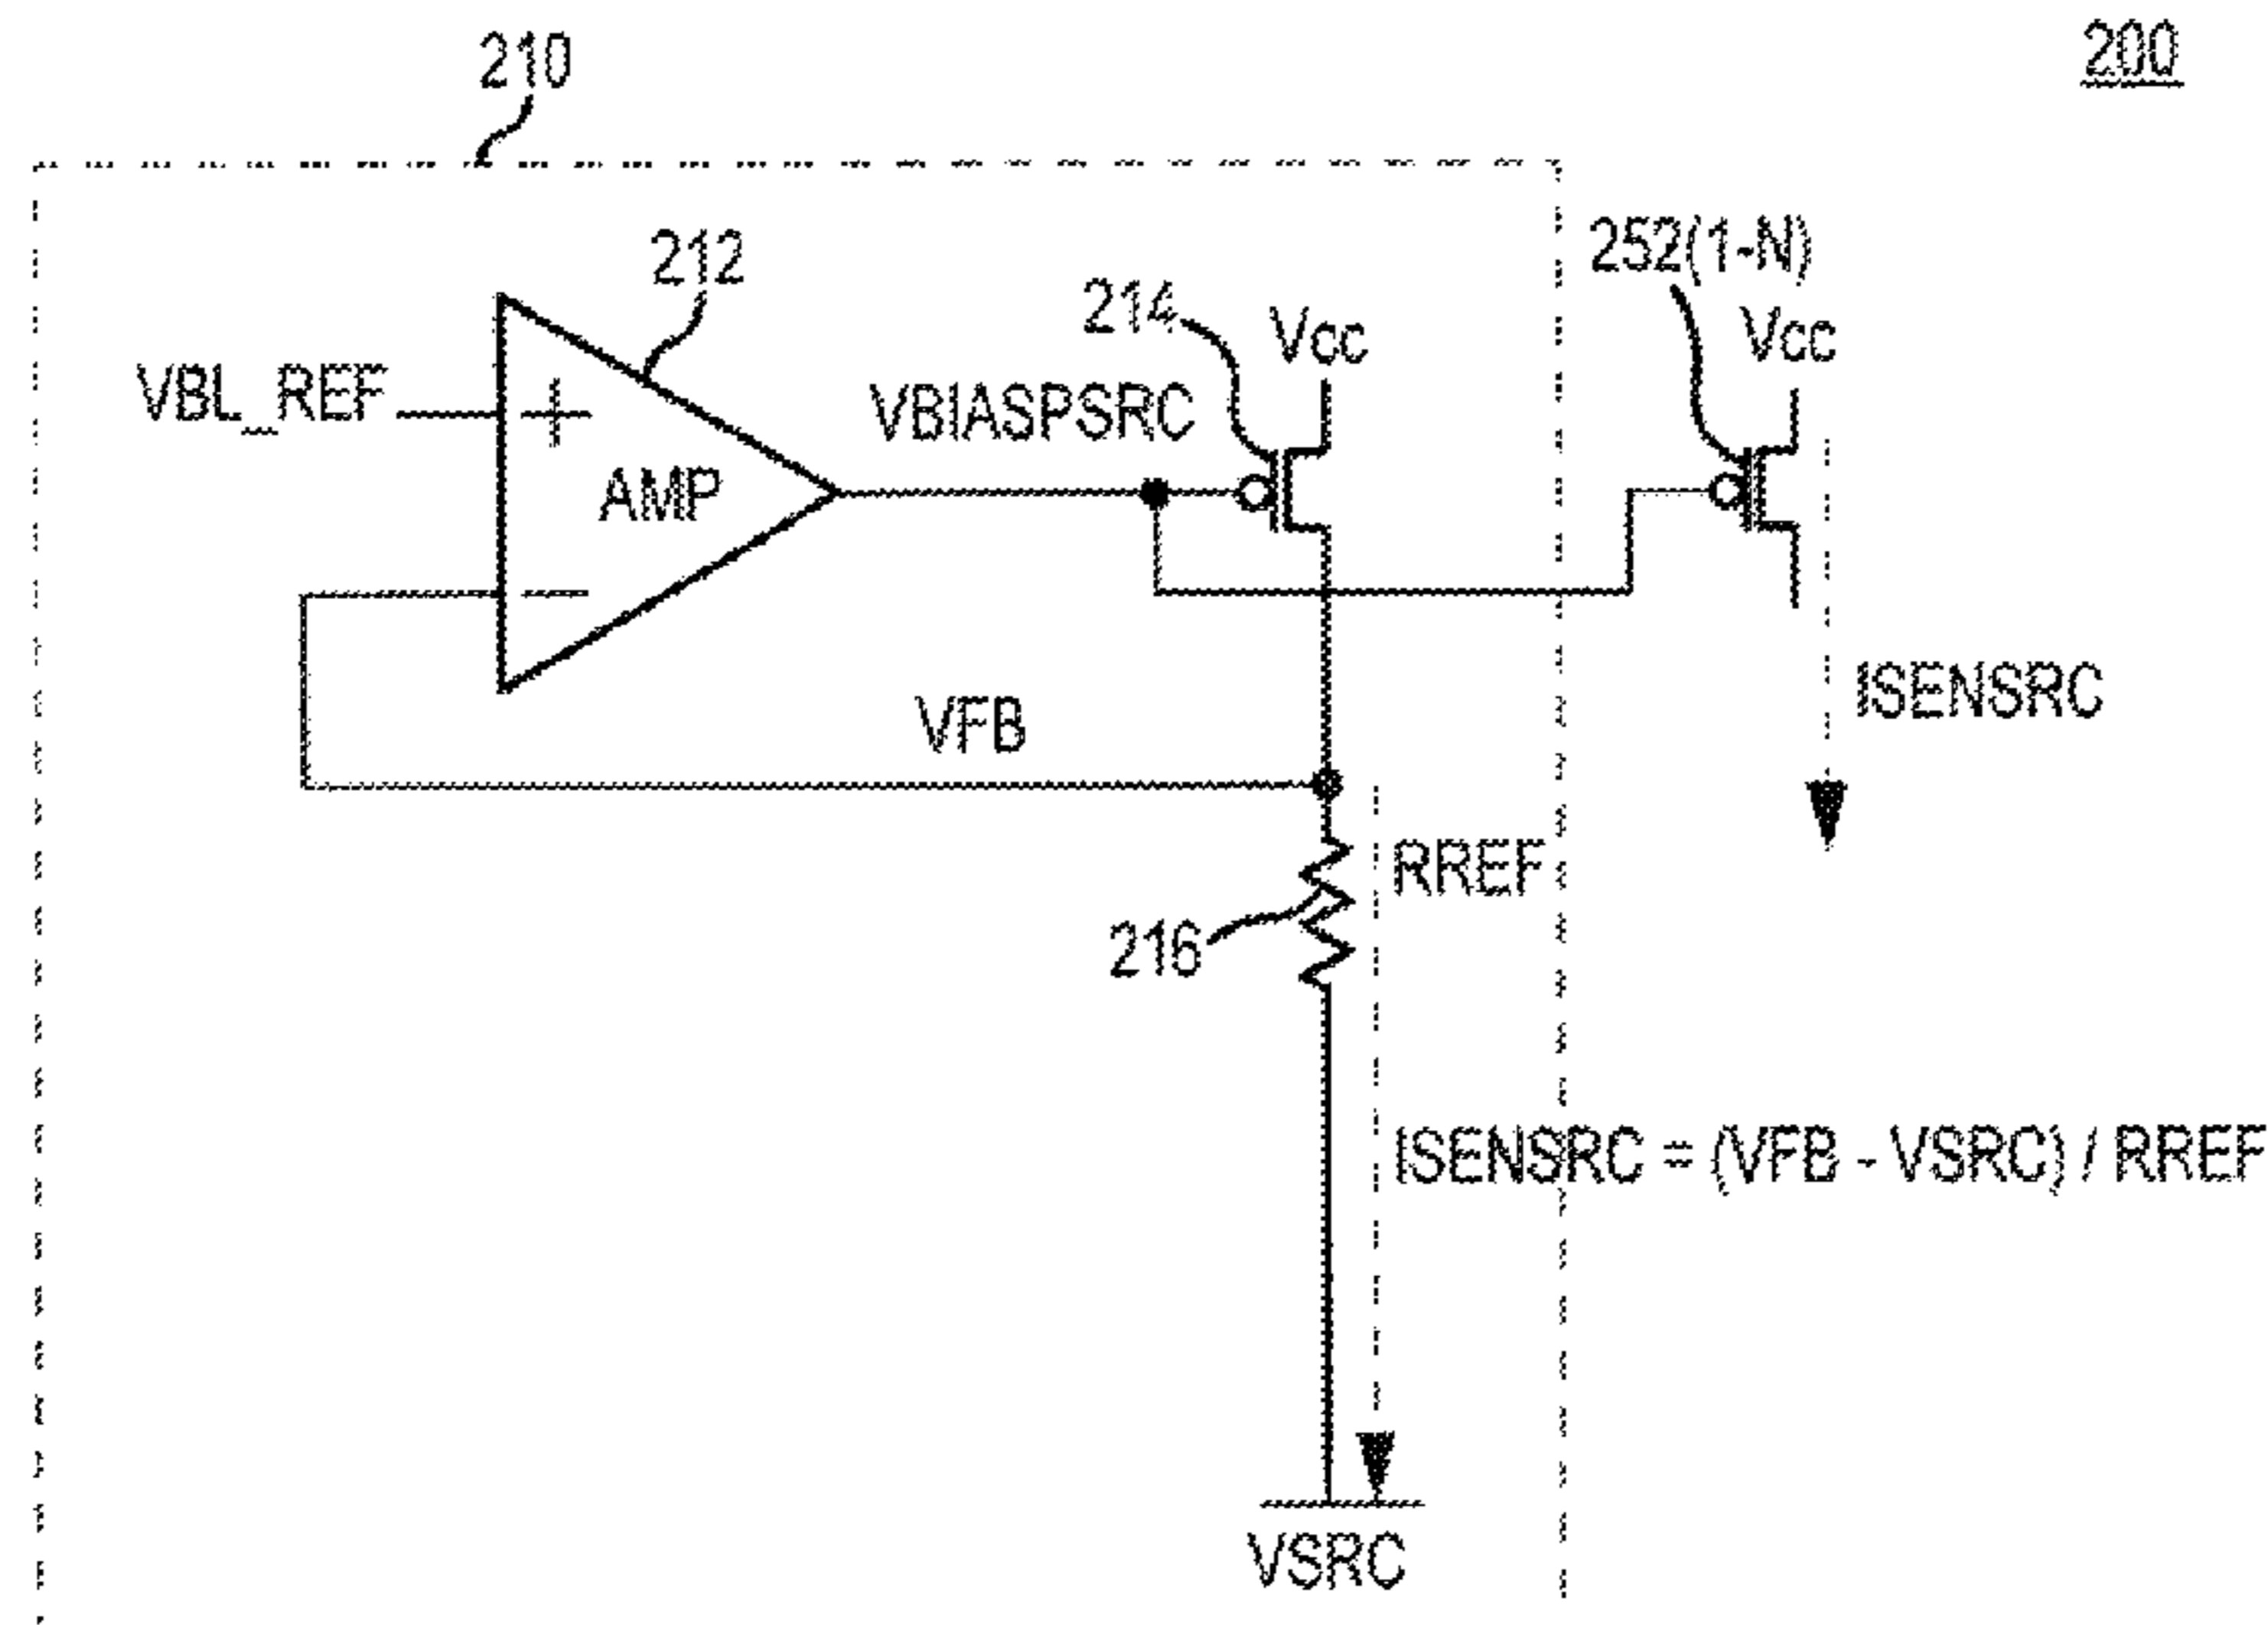 200
210
212
252(1-N)
214
Vcc
Vcc
VBL_REF
+
VBIASPSRC
AMP
−
ISENSRC
VFB
RREF
216
ISENSRC = (VFB - VSRC) / RREF
VSRC